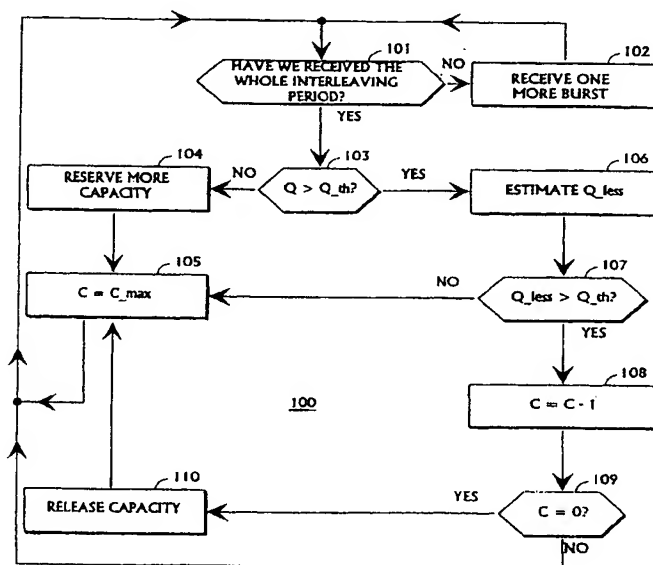 101
HAVE WE RECEIVED THE
WHOLE INTERLEAVING
PERIOD?
NO
102
RECEIVE ONE
MORE BURST
YES
103
Q > Q_th?
NO
YES
104
RESERVE MORE
CAPACITY
106
ESTIMATE Q_less
105
C = C_max
107
Q_less > Q_th?
NO
YES
108
C = C - 1
100
109
C = 0?
YES
NO
110
RELEASE CAPACITY